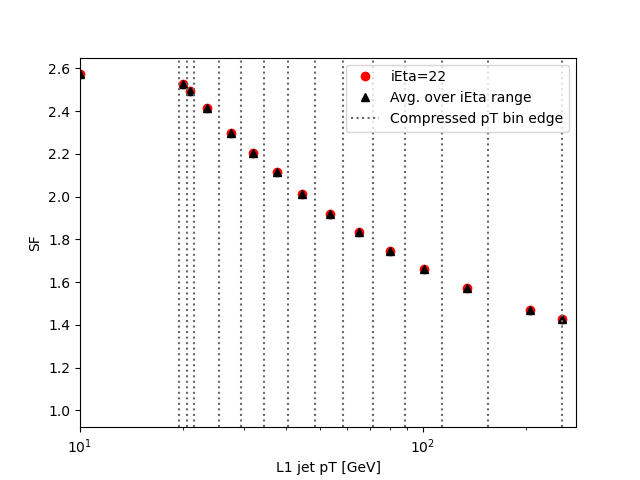 2.6
2.4
2.2
2.0
1.8
1.6
1.4
1.2
1.0
SF
iEta=22
Avg. over iEta range
Compressed pT bin edge
10¹
10²
L1 jet pT [GeV]